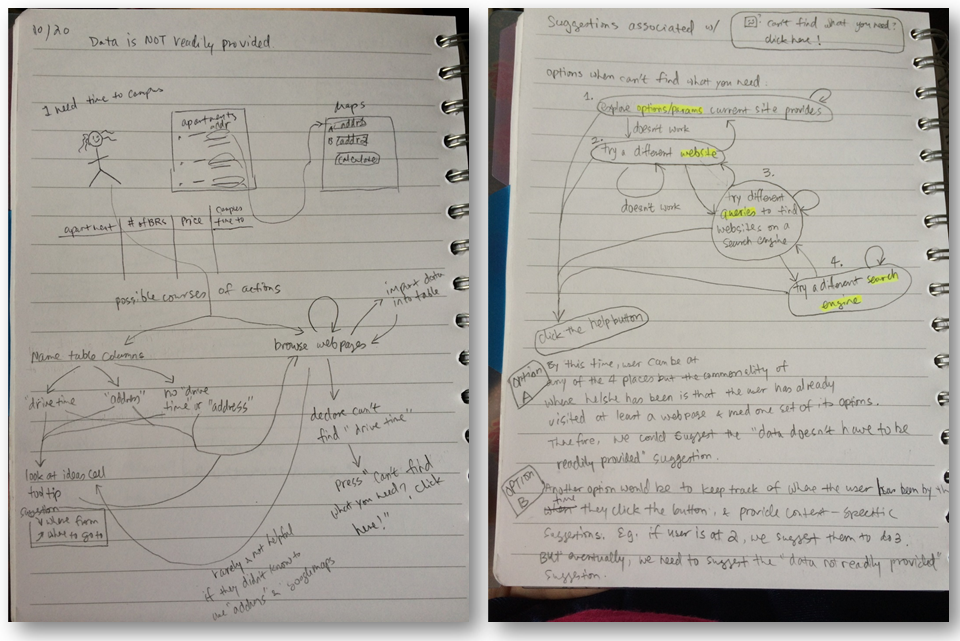 10/20
Data is NOT readily provided.
I need time to campus
apartments
addr
Maps
A: addr1
B: addr2
calculate
apartment
# of BRs
Price
campus
time to
possible courses of actions
import data
into table
browse webpages
Name table columns
"drive time
"address"
no "drive
time" or "address"
declare can't
find "drive time"
press "Can't find
what you need? click
here!"
look at ideas cell
tooltip
suggestion
where from
where to go to
rarely is not helpful
if they didn't know to
use "address" in googlemaps
Suggestions associated w/
can't find what you need?
click here!
options when can't find what you need:
1.
explore options/params current site provides
doesn't work
2.
try a different website
doesn't work
3.
try different
queries to find
websites on a
search engine
4.
try a different search
engine
click the help button
OPTION
A
By this time, user can be at
any of the 4 places but the commonality of
where he/she has been is that the user has already
visited at least a webpage & tried one set of its options.
Therefore, we could suggest the "data doesn't have to be
readily provided" suggestion.
OPTION
B
Another option would be to keep track of where the user has been by the
time they click the button, & provide context-specific
suggestions. E.g. if user is at 2, we suggest them to do 3.
But eventually, we need to suggest the "data not readily provided"
suggestion.